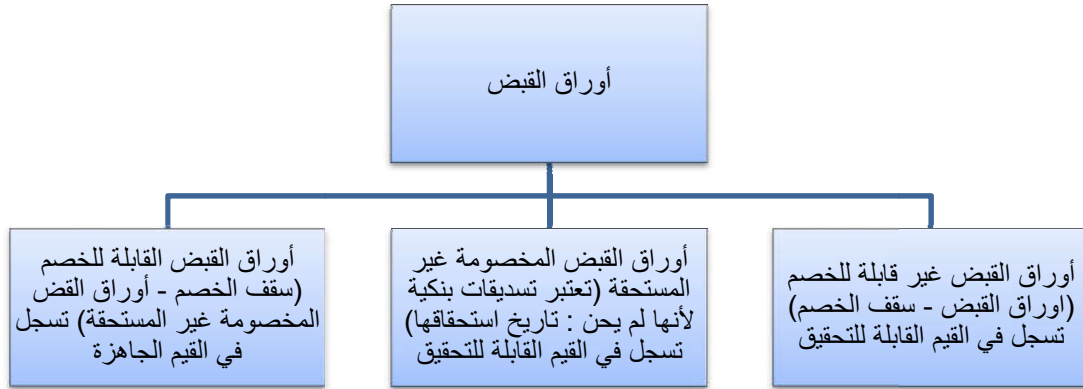 أوراق القبض
أوراق القبض غير قابلة للخصم
(اوراق القبض - سقف الخصم)
تسجل في القيم القابلة للتحقيق
أوراق القبض المخصومة غير
المستحقة (تعتبر تسديقات بنكية
لأنها لم يحن : تاريخ استحقاقها)
تسجل في القيم القابلة للتحقيق
أوراق القبض القابلة للخصم
(سقف الخصم - أوراق القض
المخصومة غير المستحقة) تسجل
في القيم الجاهزة